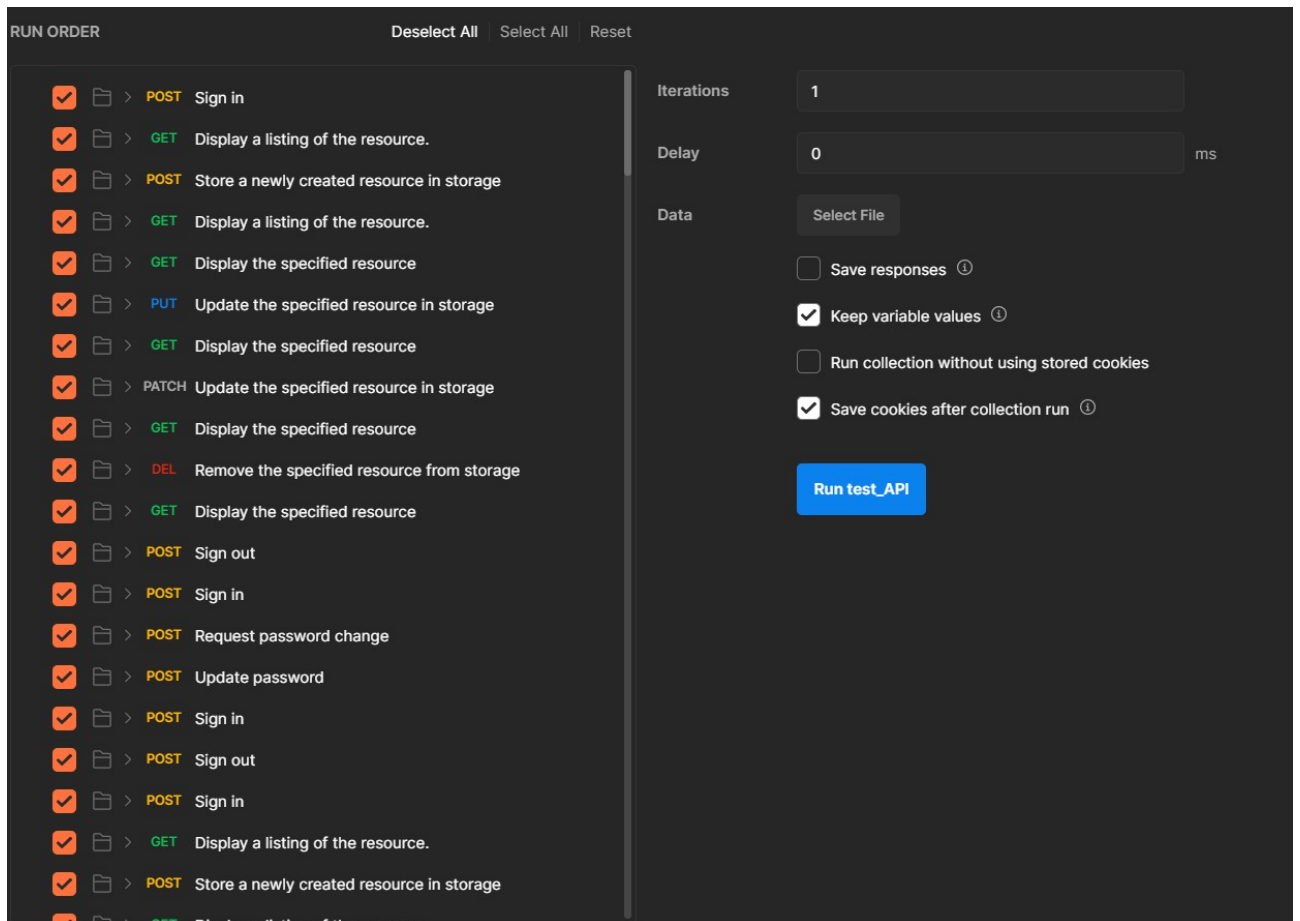 RUN ORDER Deselect All Select All Reset
POST Sign in
GET Display a listing of the resource.
POST Store a newly created resource in storage
GET Display a listing of the resource.
GET Display the specified resource
PUT Update the specified resource in storage
GET Display the specified resource
PATCH Update the specified resource in storage
GET Display the specified resource
DEL Remove the specified resource from storage
GET Display the specified resource
POST Sign out
POST Sign in
POST Request password change
POST Update password
POST Sign in
POST Sign out
POST Sign in
GET Display a listing of the resource.
POST Store a newly created resource in storage
Iterations 1
Delay 0 ms
Data Select File
Save responses
Keep variable values
Run collection without using stored cookies
Save cookies after collection run
Run test_API